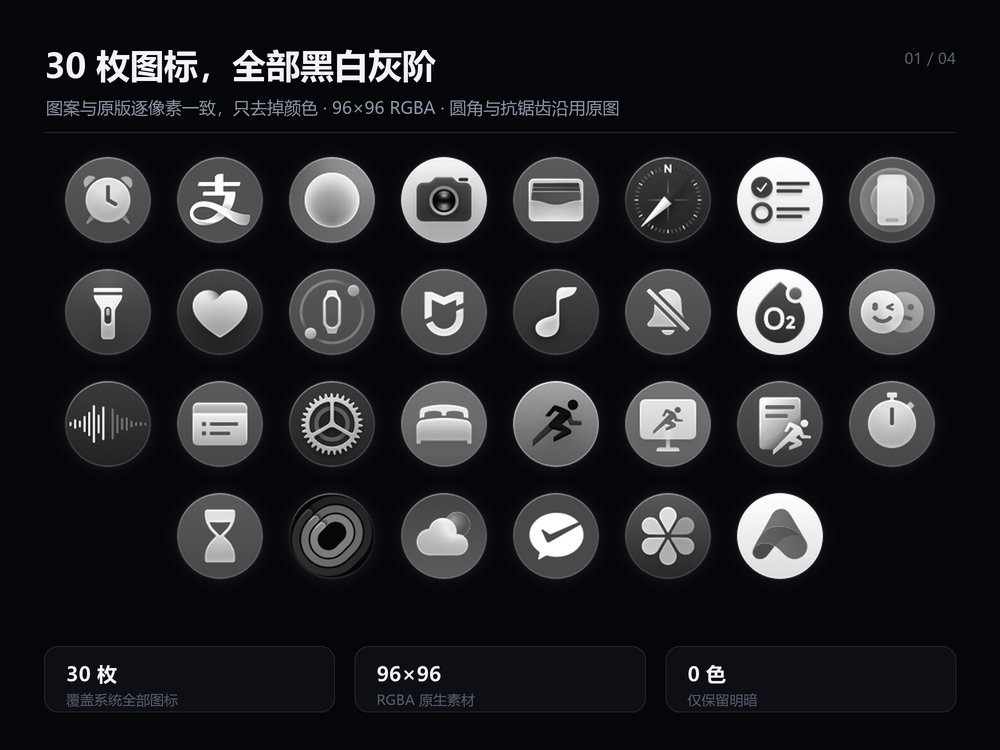 30 枚图标，全部黑白灰阶
01 / 04
图案与原版逐像素一致，只去掉颜色 · 96×96 RGBA · 圆角与抗锯齿沿用原图
支
N
O2
30 枚
96×96
0 色
覆盖系统全部图标
RGBA 原生素材
仅保留明暗